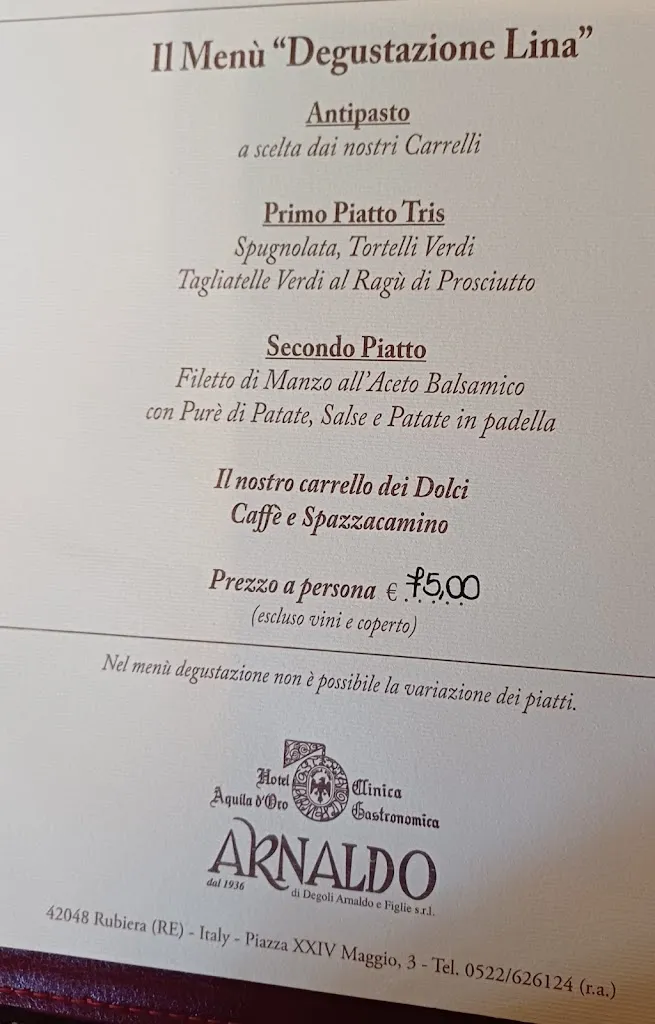 Il Menù “Degustazione Lina”
Antipasto
a scelta dai nostri Carrelli
Primo Piatto Tris
Spugnolata, Tortelli Verdi
Tagliatelle Verdi al Ragù di Prosciutto
Secondo Piatto
Filetto di Manzo all'Aceto Balsamico
con Purè di Patate, Salse e Patate in padella
Il nostro carrello dei Dolci
Caffè e Spazzacamino
Prezzo a persona € 75,00
(escluso vini e coperto)
Nel menù degustazione non è possibile la variazione dei piatti.
Hotel Clinica
Aquila d'Oro Gastronomica
ARNALDO
dal 1936 di Degoli Arnaldo e Figlie s.r.l.
42048 Rubiera (RE) - Italy - Piazza XXIV Maggio, 3 - Tel. 0522/626124 (r.a.)